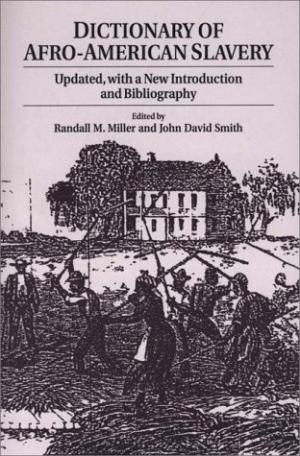 DICTIONARY OF
AFRO-AMERICAN SLAVERY
Updated, with a New Introduction
and Bibliography
Edited by
Randall M. Miller and John David Smith